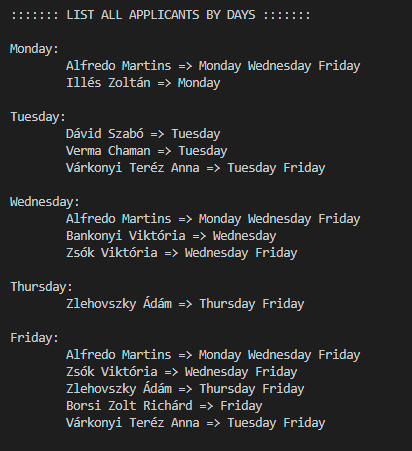 ::::::: LIST ALL APPLICANTS BY DAYS :::::::
Monday:
Alfredo Martins => Monday Wednesday Friday
Illés Zoltán => Monday
Tuesday:
Dávid Szabó => Tuesday
Verma Chaman => Tuesday
Várkonyi Teréz Anna => Tuesday Friday
Wednesday:
Alfredo Martins => Monday Wednesday Friday
Bankonyi Viktória => Wednesday
Zsók Viktória => Wednesday Friday
Thursday:
Zlehovszky Ádám => Thursday Friday
Friday:
Alfredo Martins => Monday Wednesday Friday
Zsók Viktória => Wednesday Friday
Zlehovszky Ádám => Thursday Friday
Borsi Zolt Richárd => Friday
Várkonyi Teréz Anna => Tuesday Friday